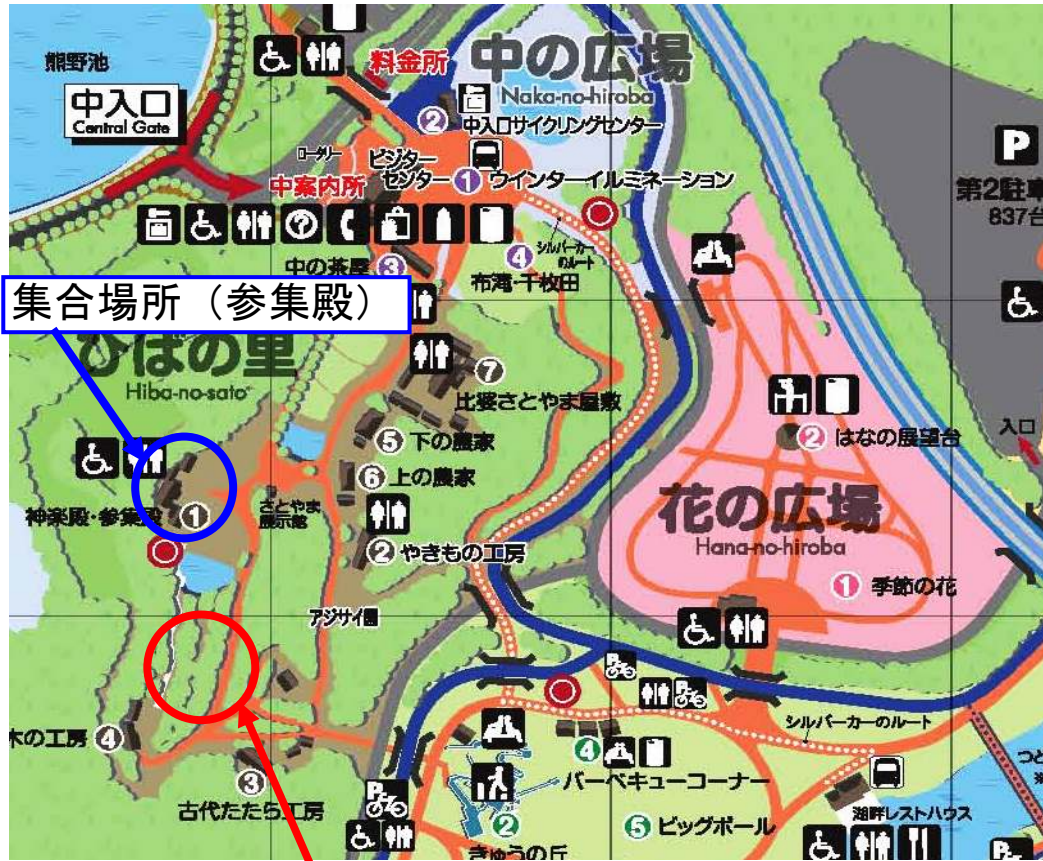 熊野池
中入口
Central Gate
料金所
中の広場
Naka-no-hiroba
② 中入口サイクリングセンター
ロータリー
ビジター
センター ① ウインターイルミネーション
中案内所
シルバーカー
のルート
④
布滝・千枚田
中の茶屋 ③
集合場所（参集殿）
ひばの里
Hiba-no-sato
⑦
比婆さとやま屋敷
⑤ 下の農家
⑥ 上の農家
さとやま
展示館
神楽殿・参集殿 ①
② やきもの工房
アジサイ園
木の工房 ④
③
古代たたら工房
P
第2駐車
837台
入口
② はなの展望台
花の広場
Hana-no-hiroba
① 季節の花
シルバーカーのルート
④
バーベキューコーナー
⑤ ビッグボール
②
きゅうの丘
湖畔レストハウス
つど
P
P
P
P